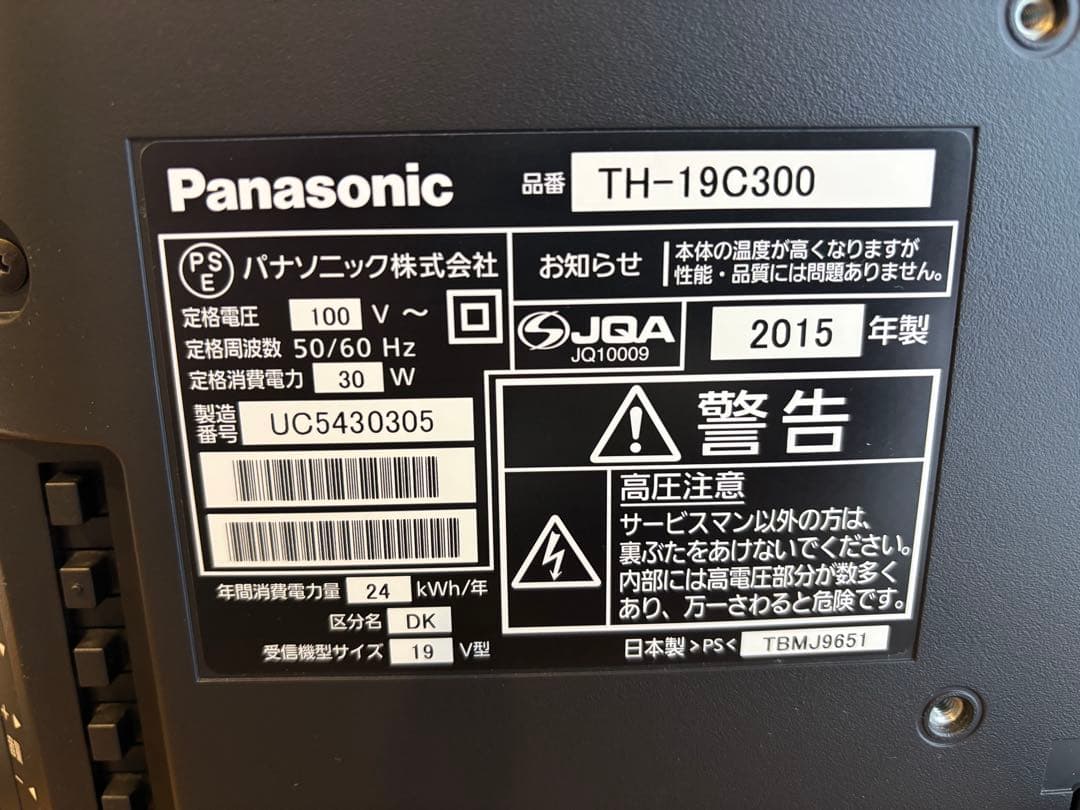 Panasonic
品番 TH-19C300
PSE パナソニック株式会社
定格電圧 100 V ～
定格周波数 50/60 Hz
定格消費電力 30 W
製造番号 UC5430305
お知らせ
本体の温度が高くなりますが
性能・品質には問題ありません。
JQA
JQ10009
2015 年製
警告
高圧注意
サービスマン以外の方は、
裏ぶたをあけないでください。
内部には高電圧部分が数多く
あり、万一さわると危険です。
年間消費電力量 24 kWh/年
区分名 DK
受信機型サイズ 19 V型
日本製 >PS< TBMJ9651